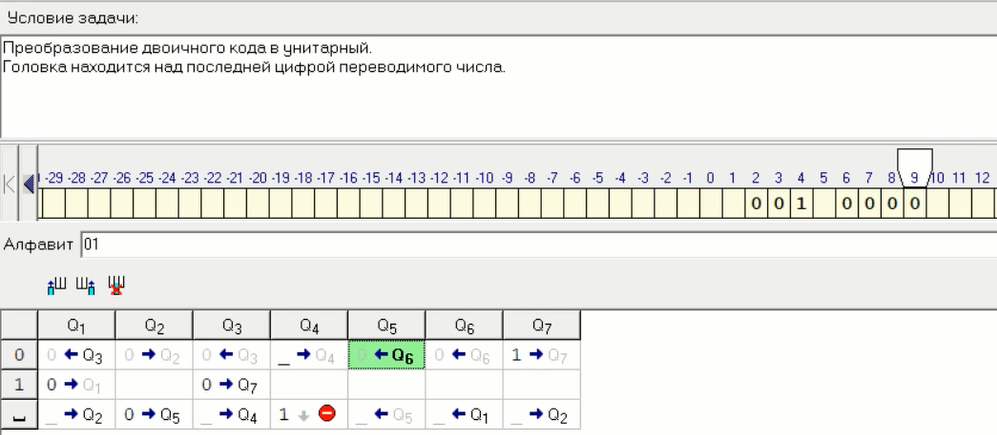 Условие задачи:
Преобразование двоичного кода в унитарный.
Головка находится над последней цифрой переводимого числа.
-29 -28 -27 -26 -25 -24 -23 -22 -21 -20 -19 -18 -17 -16 -15 -14 -13 -12 -11 -10 -9 -8 -7 -6 -5 -4 -3 -2 -1 0 1 2 3 4 5 6 7 8 9 10 11 12
0 0 1 0 0 0 0
Алфавит 01
Q1 Q2 Q3 Q4 Q5 Q6 Q7
0 0 ← Q3 0 → Q2 0 ← Q3 _ → Q4 0 ← Q6 0 ← Q6 1 → Q7
1 0 → Q1 0 → Q7
_ → Q2 0 → Q5 _ → Q4 1 ↓ _ ← Q5 _ ← Q1 _ → Q2